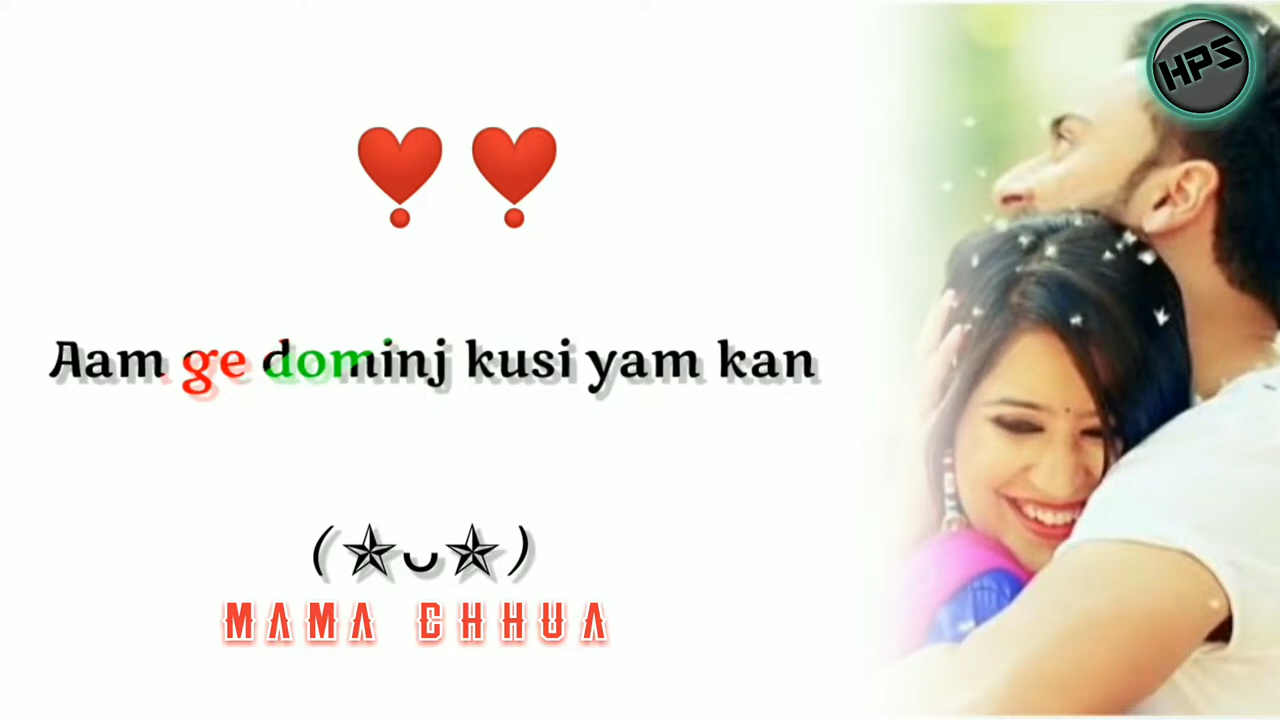 HPS
❣️ ❣️
Aam ge dominj kusi yam kan
(✯ᴗ✯)
MAMA CHHUA